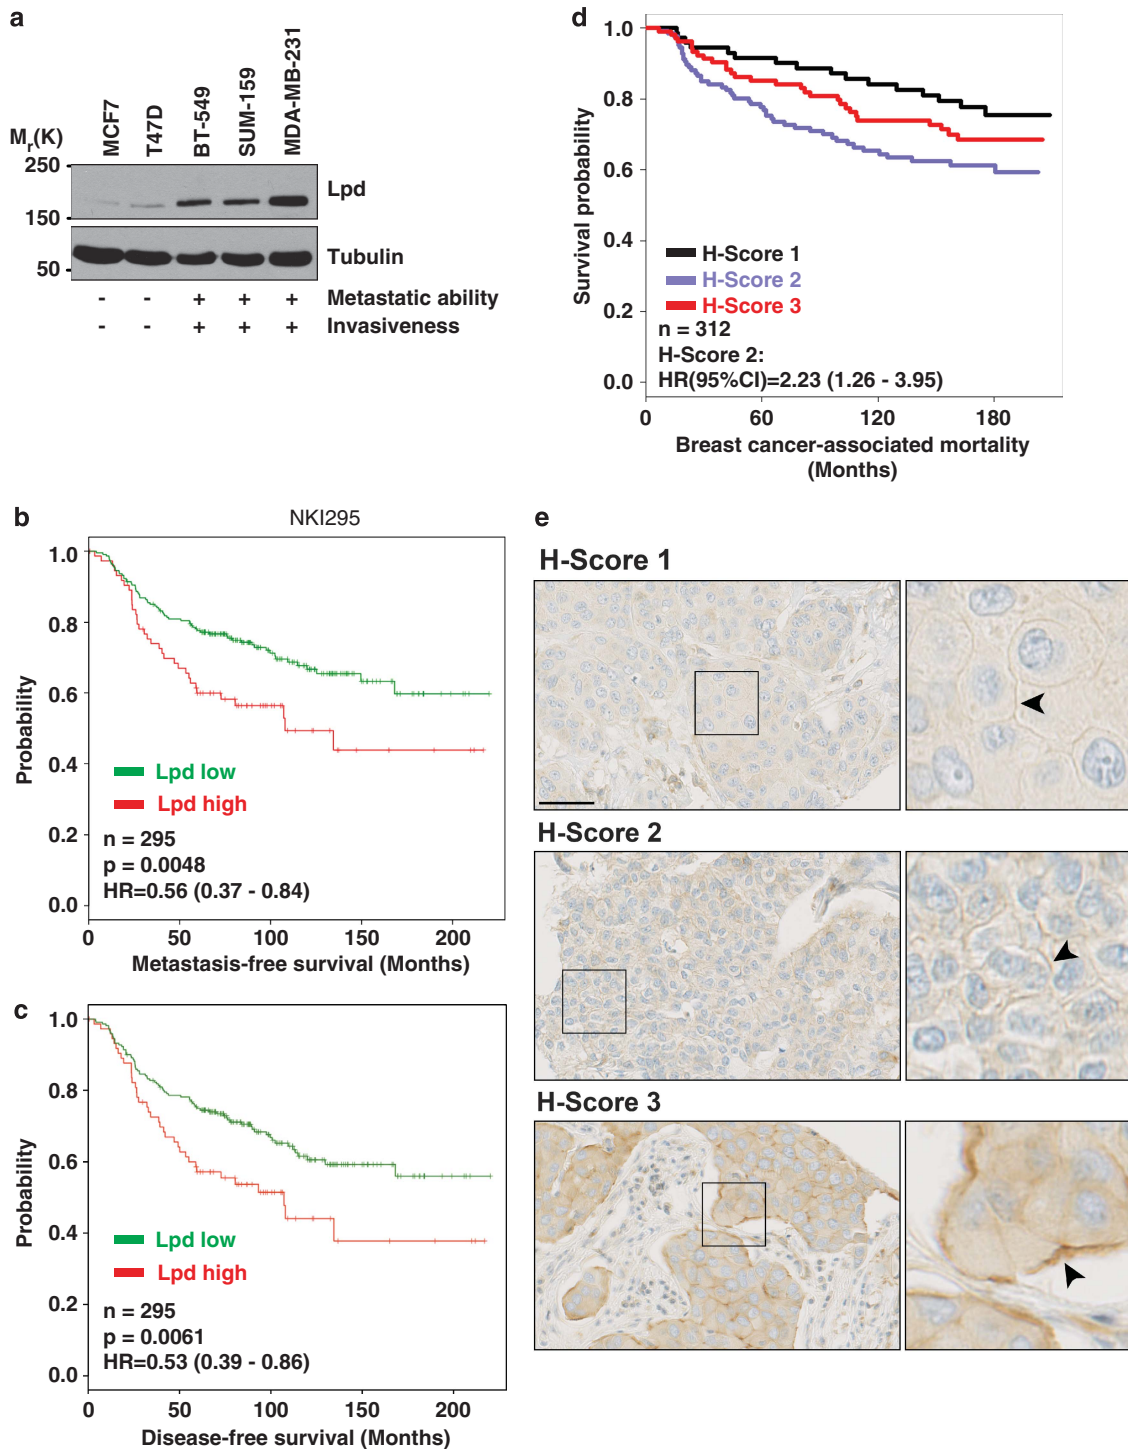 a
MCF7
T47D
BT-549
SUM-159
MDA-MB-231
Mr(K)
250
150
Lpd
50
Tubulin
- - + + + Metastatic ability
- - + + + Invasiveness
d
1.0
0.8
0.6
0.4
0.2
0.0
Survival probability
H-Score 1
H-Score 2
H-Score 3
n = 312
H-Score 2:
HR(95%CI)=2.23 (1.26 - 3.95)
0 60 120 180
Breast cancer-associated mortality
(Months)
b
NKI295
1.0
0.8
0.6
0.4
0.2
0.0
Probability
Lpd low
Lpd high
n = 295
p = 0.0048
HR=0.56 (0.37 - 0.84)
0 50 100 150 200
Metastasis-free survival (Months)
c
1.0
0.8
0.6
0.4
0.2
0.0
Probability
Lpd low
Lpd high
n = 295
p = 0.0061
HR=0.53 (0.39 - 0.86)
0 50 100 150 200
Disease-free survival (Months)
e
H-Score 1
H-Score 2
H-Score 3